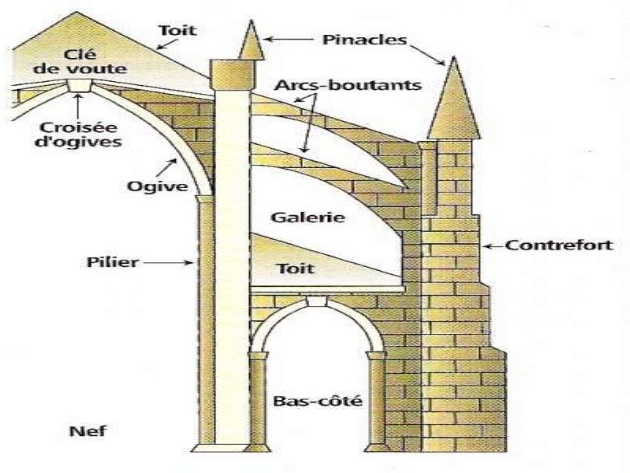 Toit
Pinacles
Clé
de voute
Arcs-boutants
Croisée
d'ogives
Ogive
Galerie
Contrefort
Pilier
Toit
Bas-côté
Nef